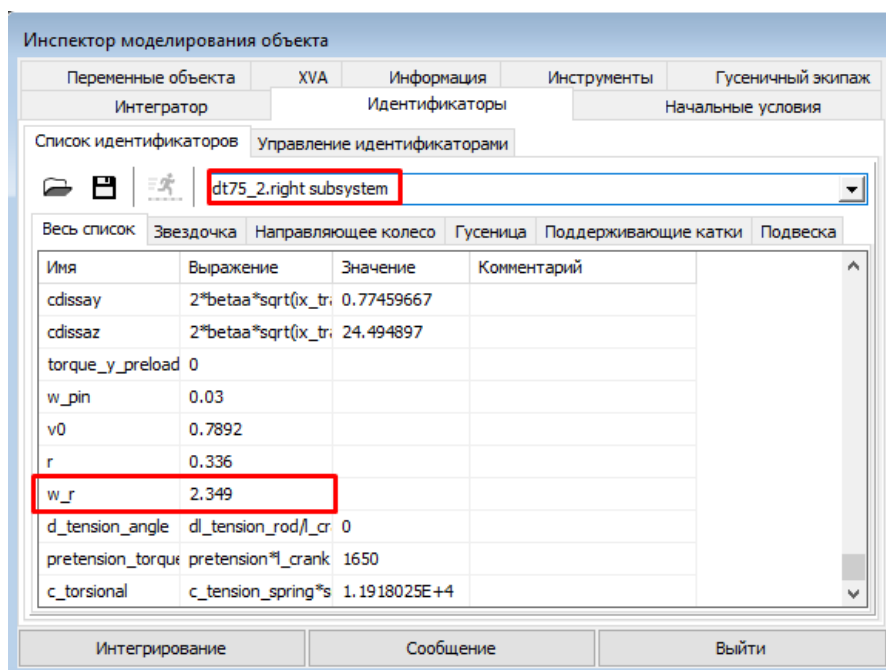 Инспектор моделирования объекта
Переменные объекта XVA Информация Инструменты Гусеничный экипаж
Интегратор Идентификаторы Начальные условия
Список идентификаторов Управление идентификаторами
dt75_2.right subsystem
Весь список Звездочка Направляющее колесо Гусеница Поддерживающие катки Подвеска
Имя Выражение Значение Комментарий
cdissay 2*betaa*sqrt(ix_tra 0.77459667
cdissaz 2*betaa*sqrt(ix_tra 24.494897
torque_y_preload 0
w_pin 0.03
v0 0.7892
r 0.336
w_r 2.349
d_tension_angle dl_tension_rod/l_cr 0
pretension_torque pretension*l_crank 1650
c_torsional c_tension_spring*s 1.1918025E+4
Интегрирование Сообщение Выйти